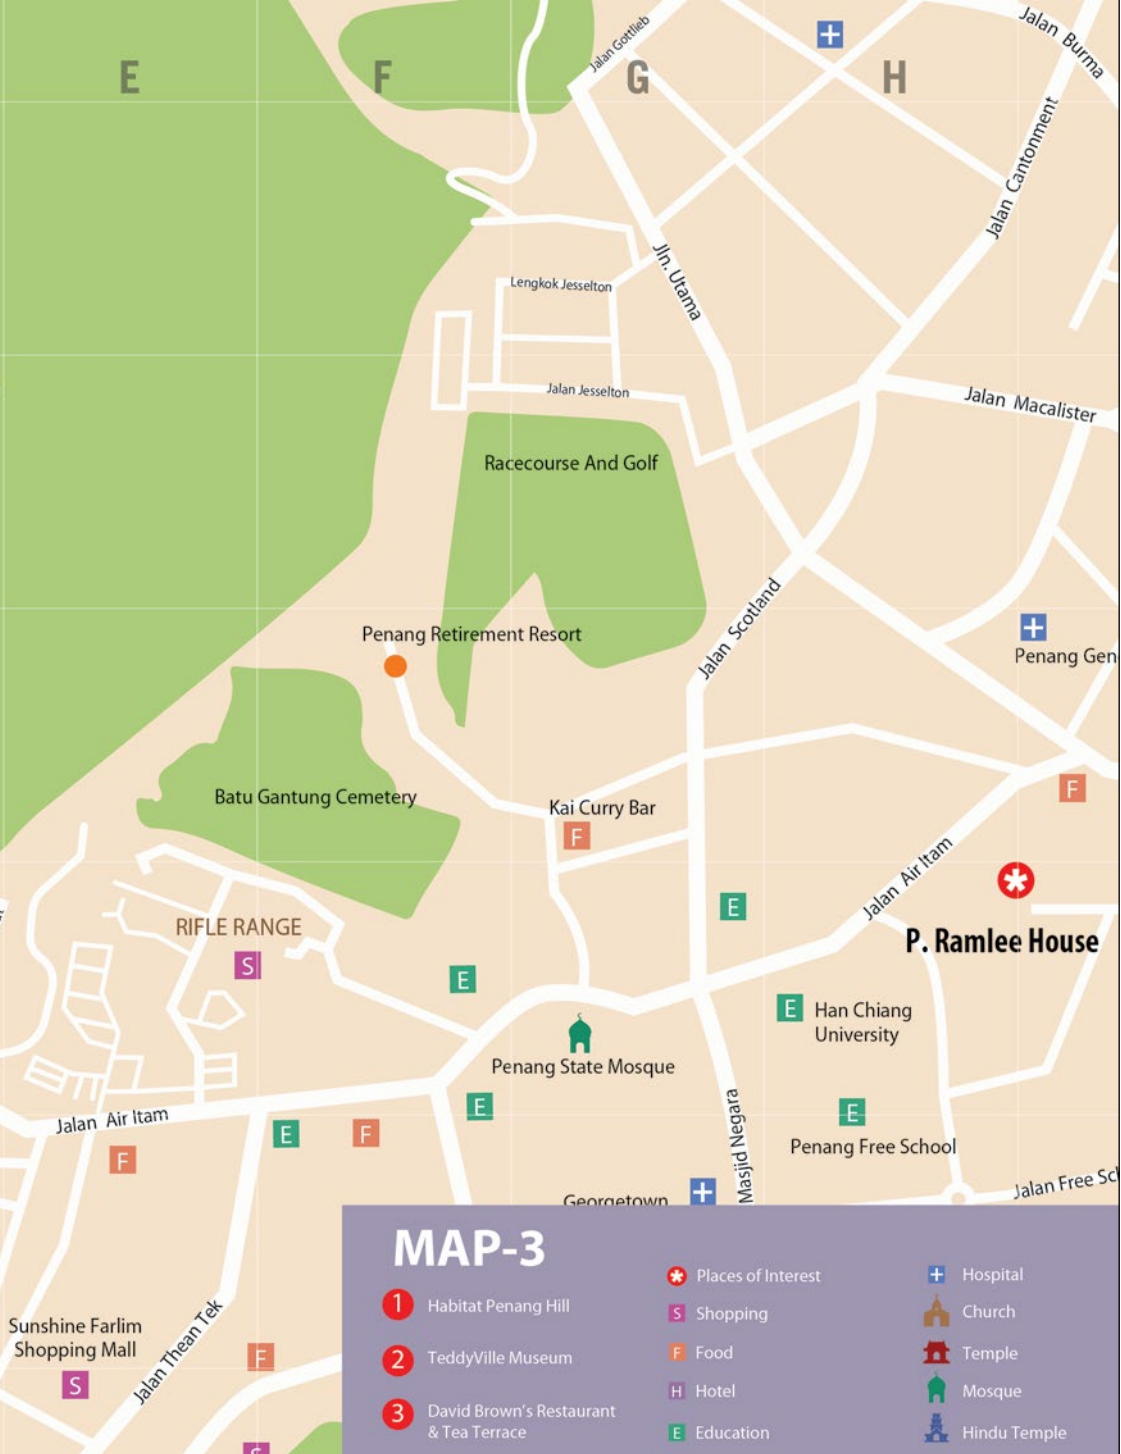 E
F
G
H
Jalan Gottlieb
Jalan Burma
Jalan Cantonment
Jln. Utama
Lengkok Jesselton
Jalan Jesselton
Jalan Macalister
Racecourse And Golf
Jalan Scotland
Penang Retirement Resort
Penang Gen
Batu Gantung Cemetery
Kai Curry Bar
F
F
Jalan Air Itam
E
P. Ramlee House
RIFLE RANGE
S
E
E
Han Chiang
University
Penang State Mosque
E
E
Penang Free School
Jalan Air Itam
E
F
F
Masjid Negara
Georgetown
Jalan Free Sch
MAP-3
1 Habitat Penang Hill
2 TeddyVille Museum
3 David Brown's Restaurant
& Tea Terrace
Places of Interest
S Shopping
F Food
H Hotel
E Education
Hospital
Church
Temple
Mosque
Hindu Temple
Sunshine Farlim
Shopping Mall
S
Jalan Thean Tek
F
S